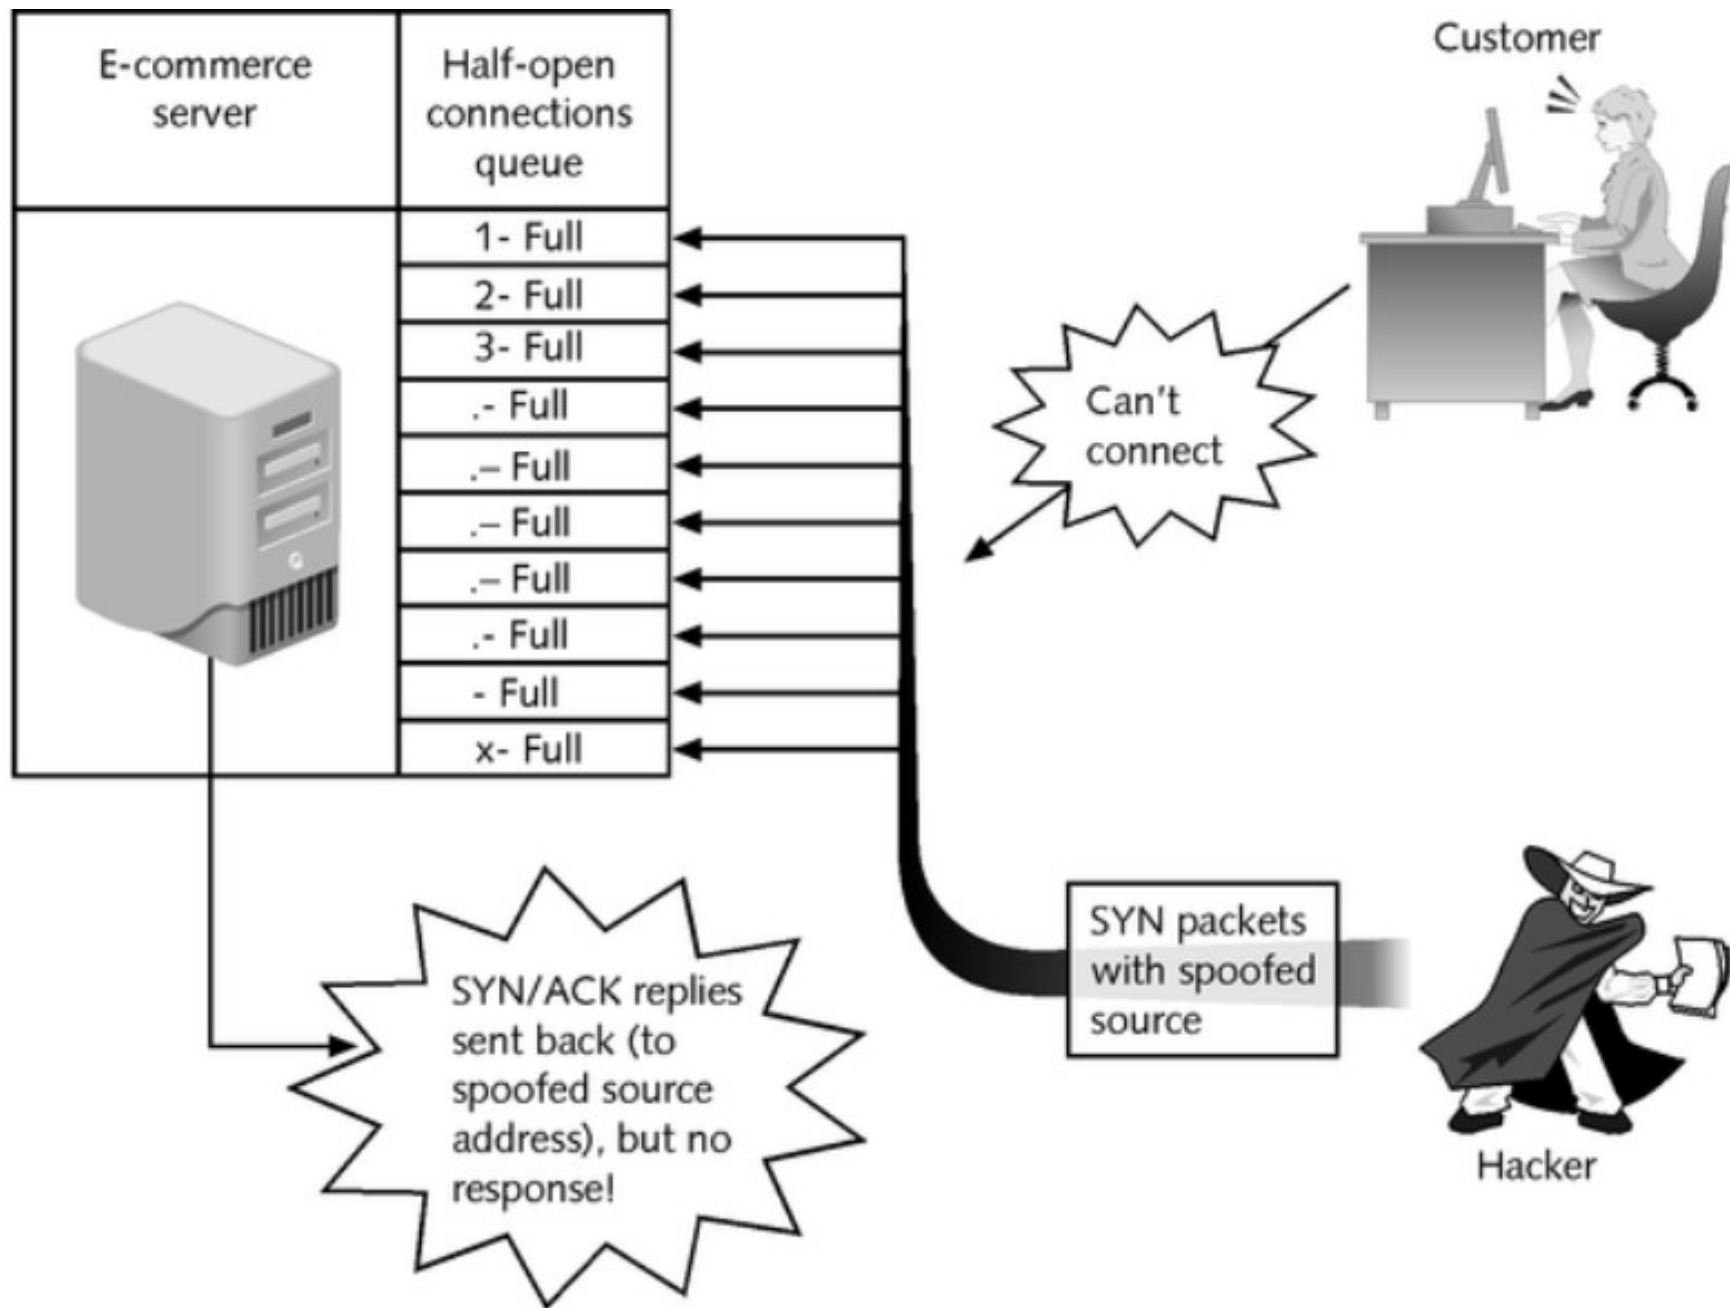 E-commerce
server
Half-open
connections
queue
1- Full
2- Full
3- Full
.- Full
.– Full
.– Full
.– Full
.- Full
- Full
x- Full
Customer
Can't
connect
SYN packets
with spoofed
source
Hacker
SYN/ACK replies
sent back (to
spoofed source
address), but no
response!